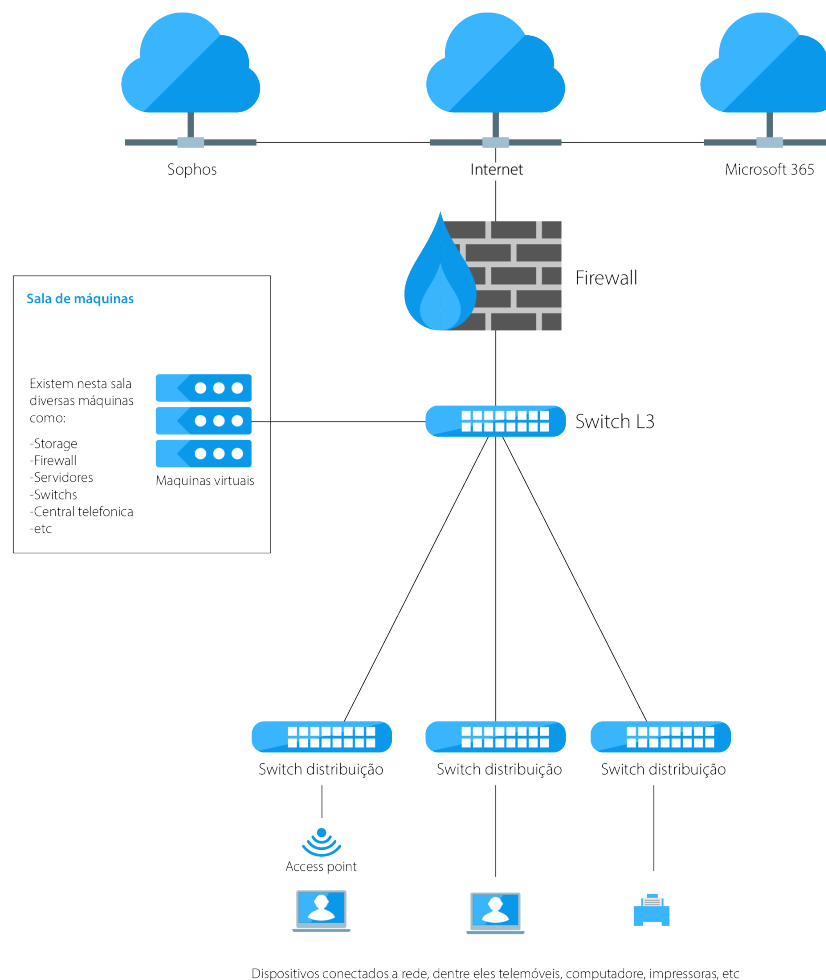 Sophos
Internet
Microsoft 365
Firewall
Sala de máquinas
Existem nesta sala
diversas máquinas
como:
-Storage
-Firewall
-Servidores
-Switchs
-Central telefonica
-etc
Maquinas virtuais
Switch L3
Switch distribuição
Switch distribuição
Switch distribuição
Access point
Dispositivos conectados a rede, dentre eles telemóveis, computadore, impressoras, etc